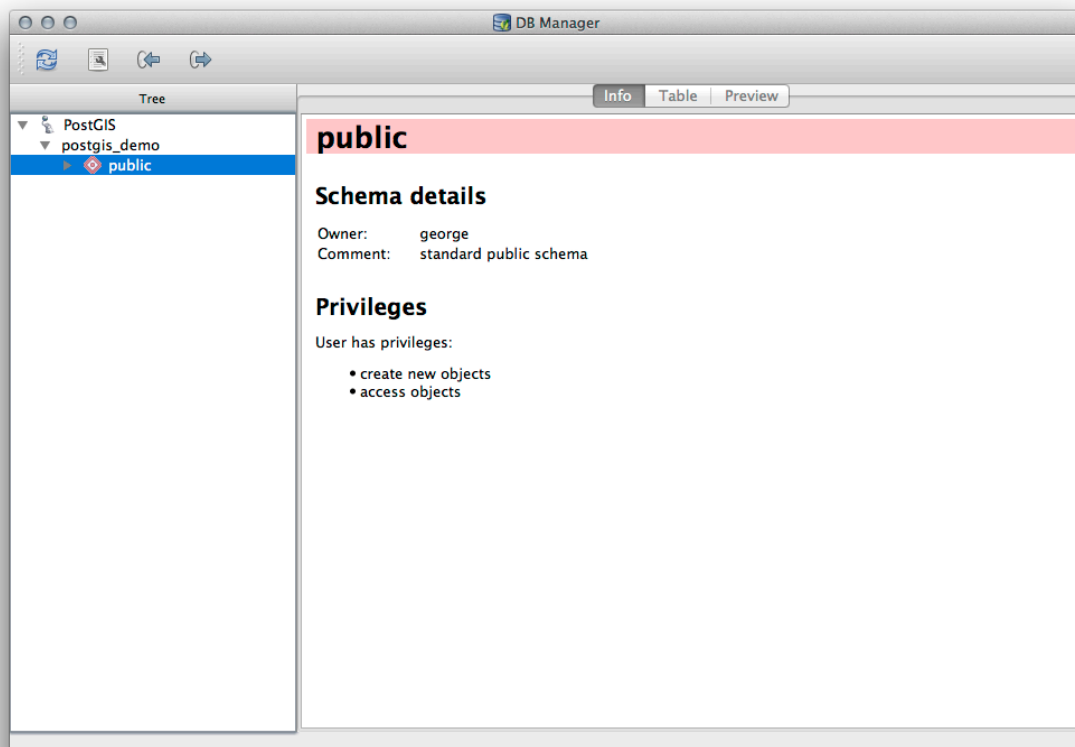 DB Manager
Tree
Info Table Preview
PostGIS
postgis_demo
public
public
Schema details
Owner: george
Comment: standard public schema
Privileges
User has privileges:
• create new objects
• access objects